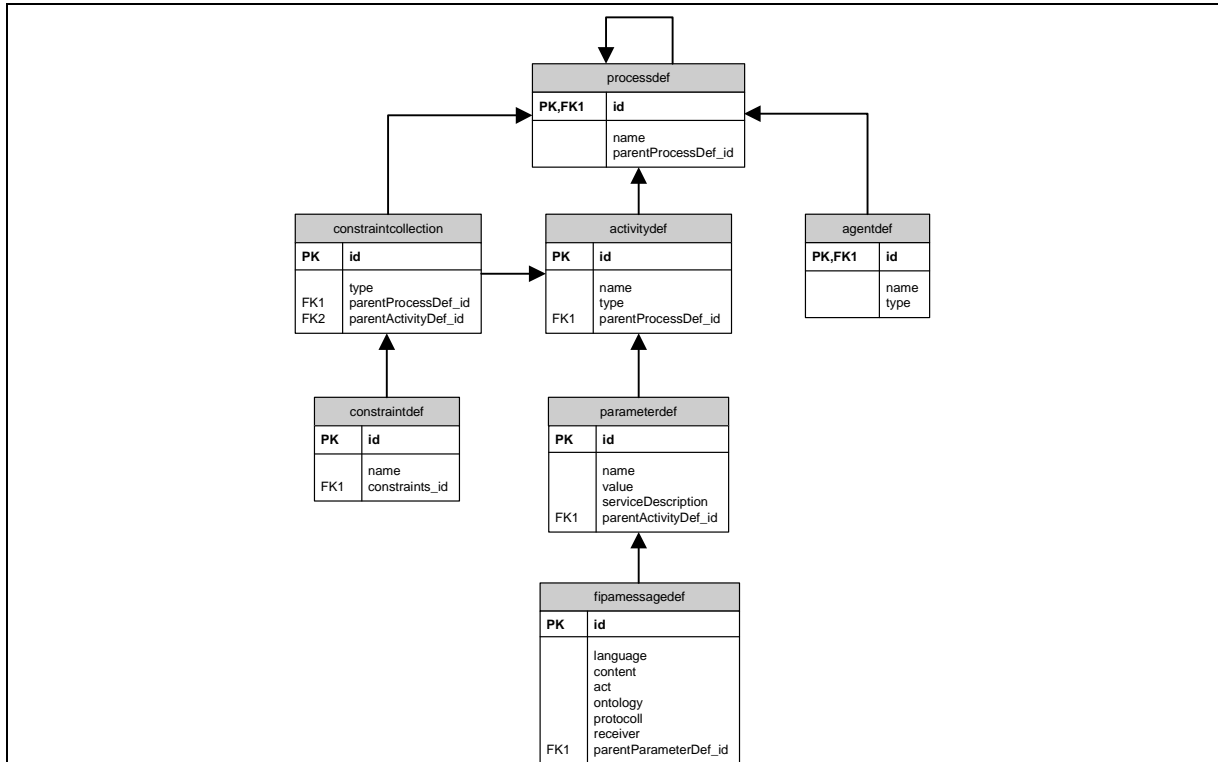 processdef
PK,FK1 id
name
parentProcessDef_id
constraintcollection
PK id
type
FK1 parentProcessDef_id
FK2 parentActivityDef_id
activitydef
PK id
name
type
FK1 parentProcessDef_id
agentdef
PK,FK1 id
name
type
constraintdef
PK id
name
FK1 constraints_id
parameterdef
PK id
name
value
serviceDescription
FK1 parentActivityDef_id
fipamessagedef
PK id
language
content
act
ontology
protocoll
receiver
FK1 parentParameterDef_id